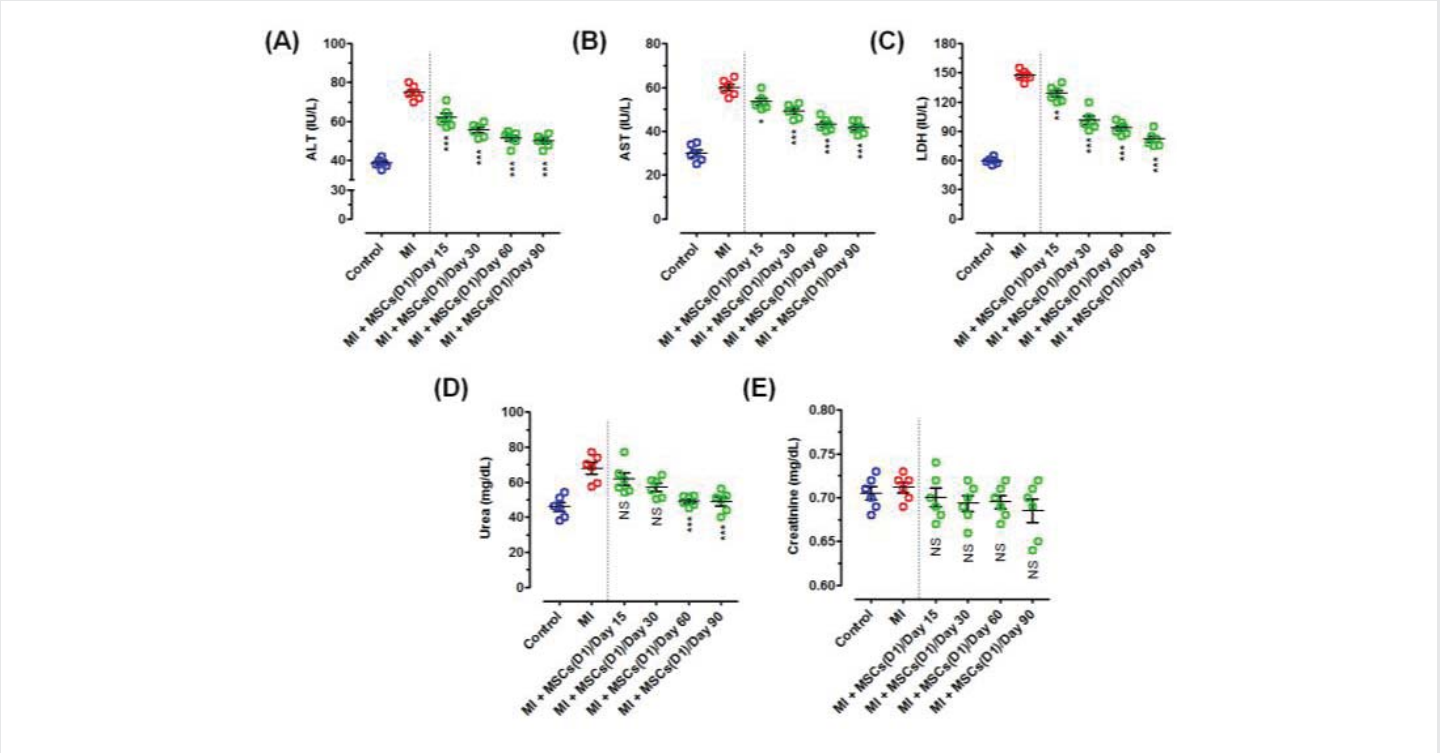 (A)
ALT (IU/L)
100
80
60
40
30
0
***
***
***
***
Control
MI
MI + MSCs(D1)/Day 15
MI + MSCs(D1)/Day 30
MI + MSCs(D1)/Day 60
MI + MSCs(D1)/Day 90
(B)
AST (IU/L)
80
60
40
20
0
*
***
***
***
Control
MI
MI + MSCs(D1)/Day 15
MI + MSCs(D1)/Day 30
MI + MSCs(D1)/Day 60
MI + MSCs(D1)/Day 90
(C)
LDH (IU/L)
180
150
120
90
60
30
0
**
***
***
***
Control
MI
MI + MSCs(D1)/Day 15
MI + MSCs(D1)/Day 30
MI + MSCs(D1)/Day 60
MI + MSCs(D1)/Day 90
(D)
Urea (mg/dL)
100
80
60
40
20
0
NS
NS
***
***
Control
MI
MI + MSCs(D1)/Day 15
MI + MSCs(D1)/Day 30
MI + MSCs(D1)/Day 60
MI + MSCs(D1)/Day 90
(E)
Creatinine (mg/dL)
0.80
0.75
0.70
0.65
0.60
NS
NS
NS
NS
Control
MI
MI + MSCs(D1)/Day 15
MI + MSCs(D1)/Day 30
MI + MSCs(D1)/Day 60
MI + MSCs(D1)/Day 90